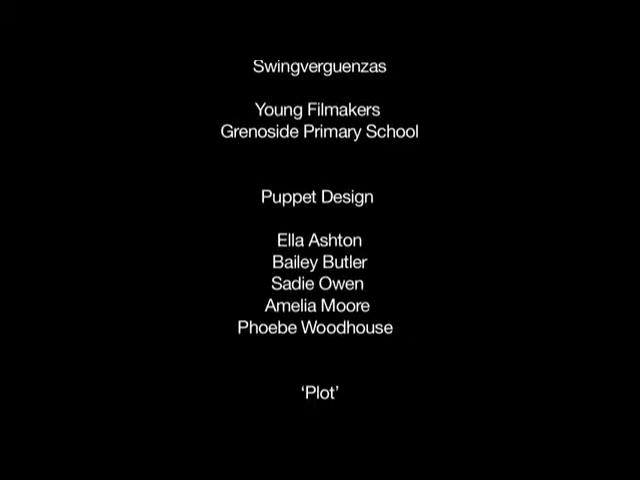 Swingverguenzas
Young Filmakers
Grenoside Primary School
Puppet Design
Ella Ashton
Bailey Butler
Sadie Owen
Amelia Moore
Phoebe Woodhouse
‘Plot’